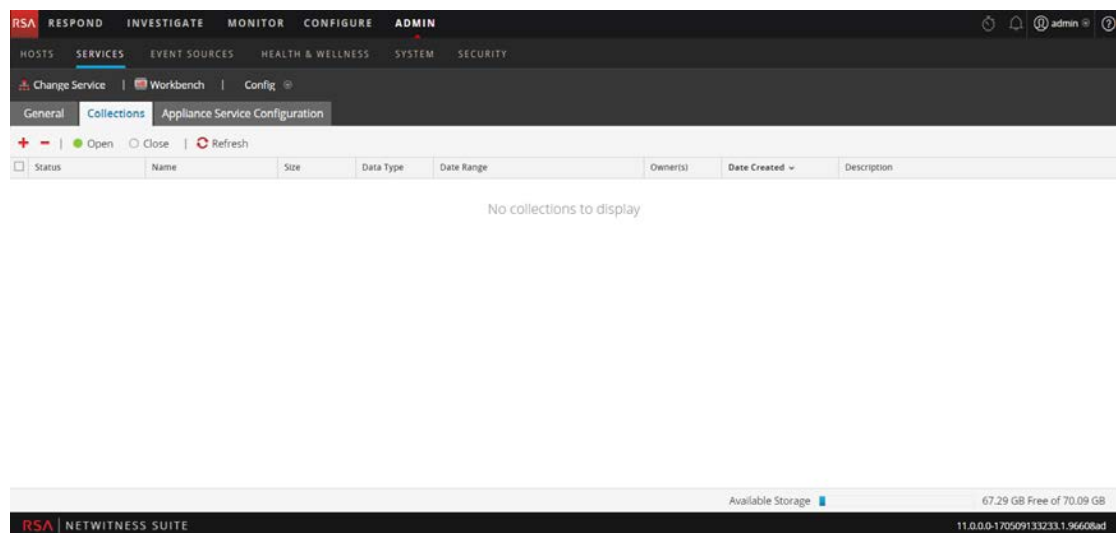 RSA RESPOND INVESTIGATE MONITOR CONFIGURE ADMIN admin
HOSTS SERVICES EVENT SOURCES HEALTH & WELLNESS SYSTEM SECURITY
Change Service | Workbench | Config
General Collections Appliance Service Configuration
+ - | Open Close | Refresh
Status Name Size Data Type Date Range Owner(s) Date Created Description
No collections to display
Available Storage 67.29 GB Free of 70.09 GB
RSA | NETWITNESS SUITE 11.0.0.0-170509133233.1.96608ad